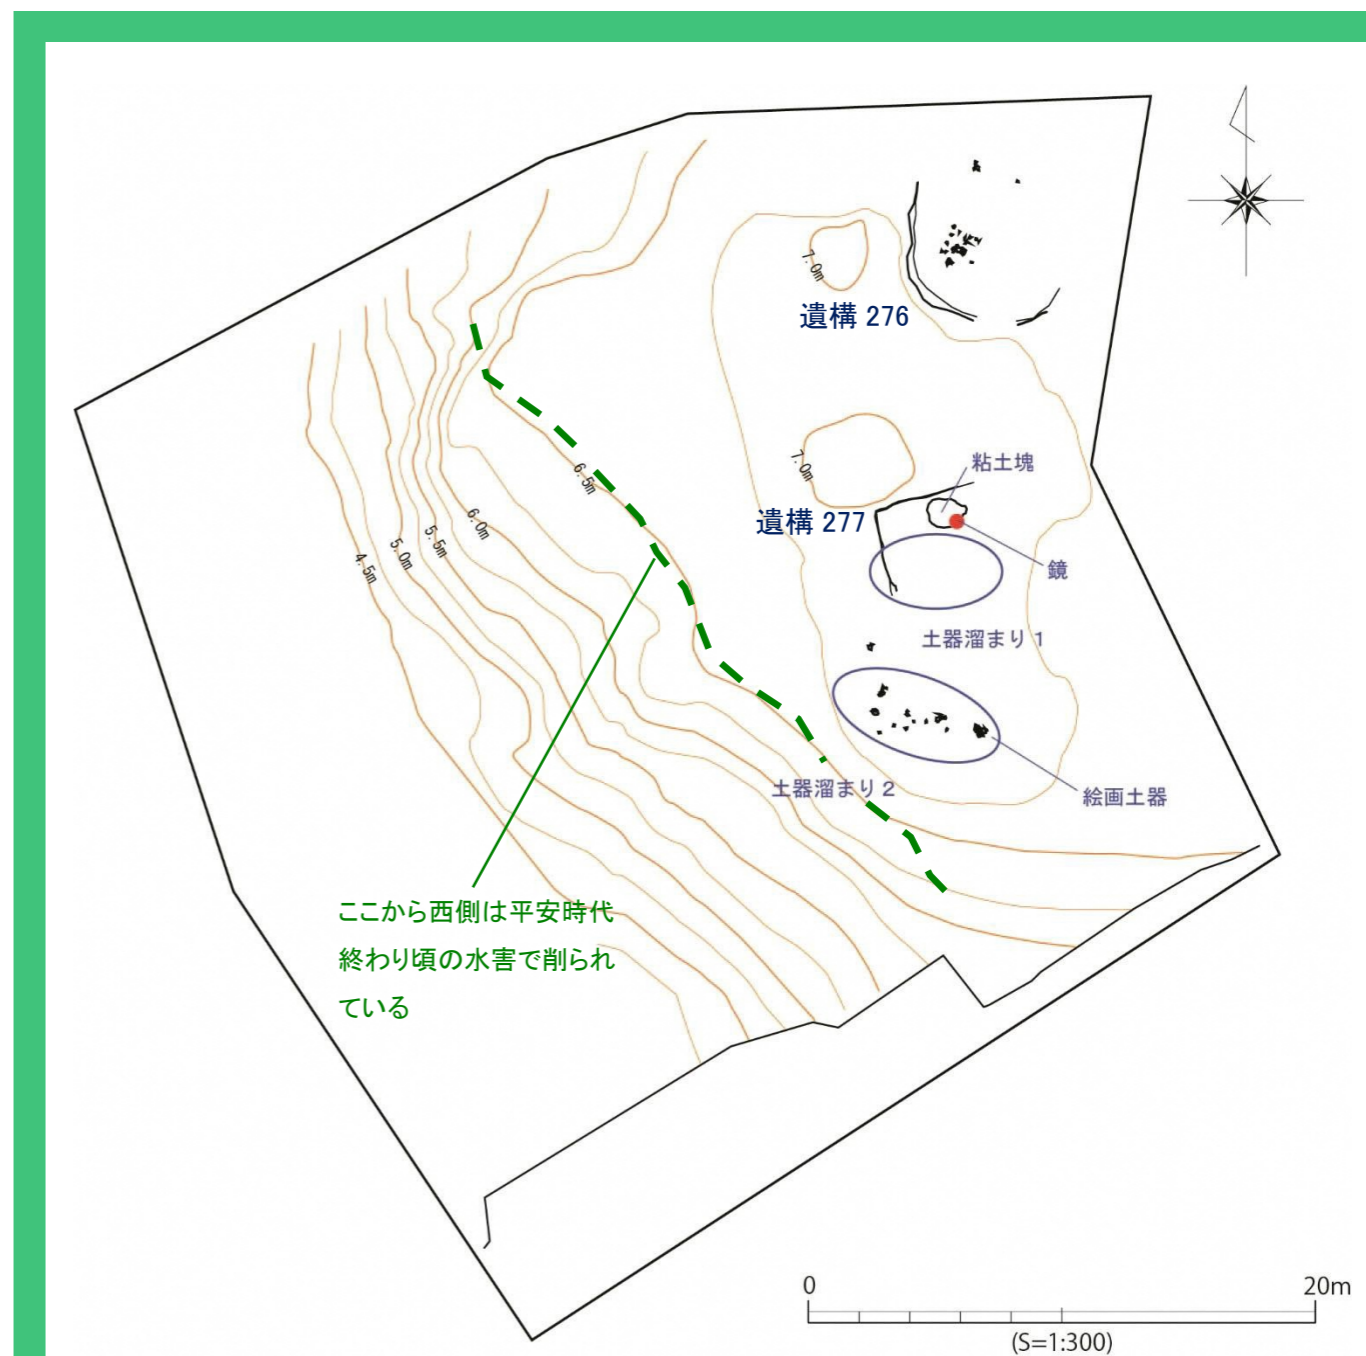 7.0m
遺構 276
7.0m
粘土塊
6.5m
遺構 277
6.0m
5.5m
5.0m
4.5m
鏡
土器溜まり 1
土器溜まり 2
絵画土器
ここから西側は平安時代
終わり頃の水害で削られ
ている
0
20m
(S=1:300)